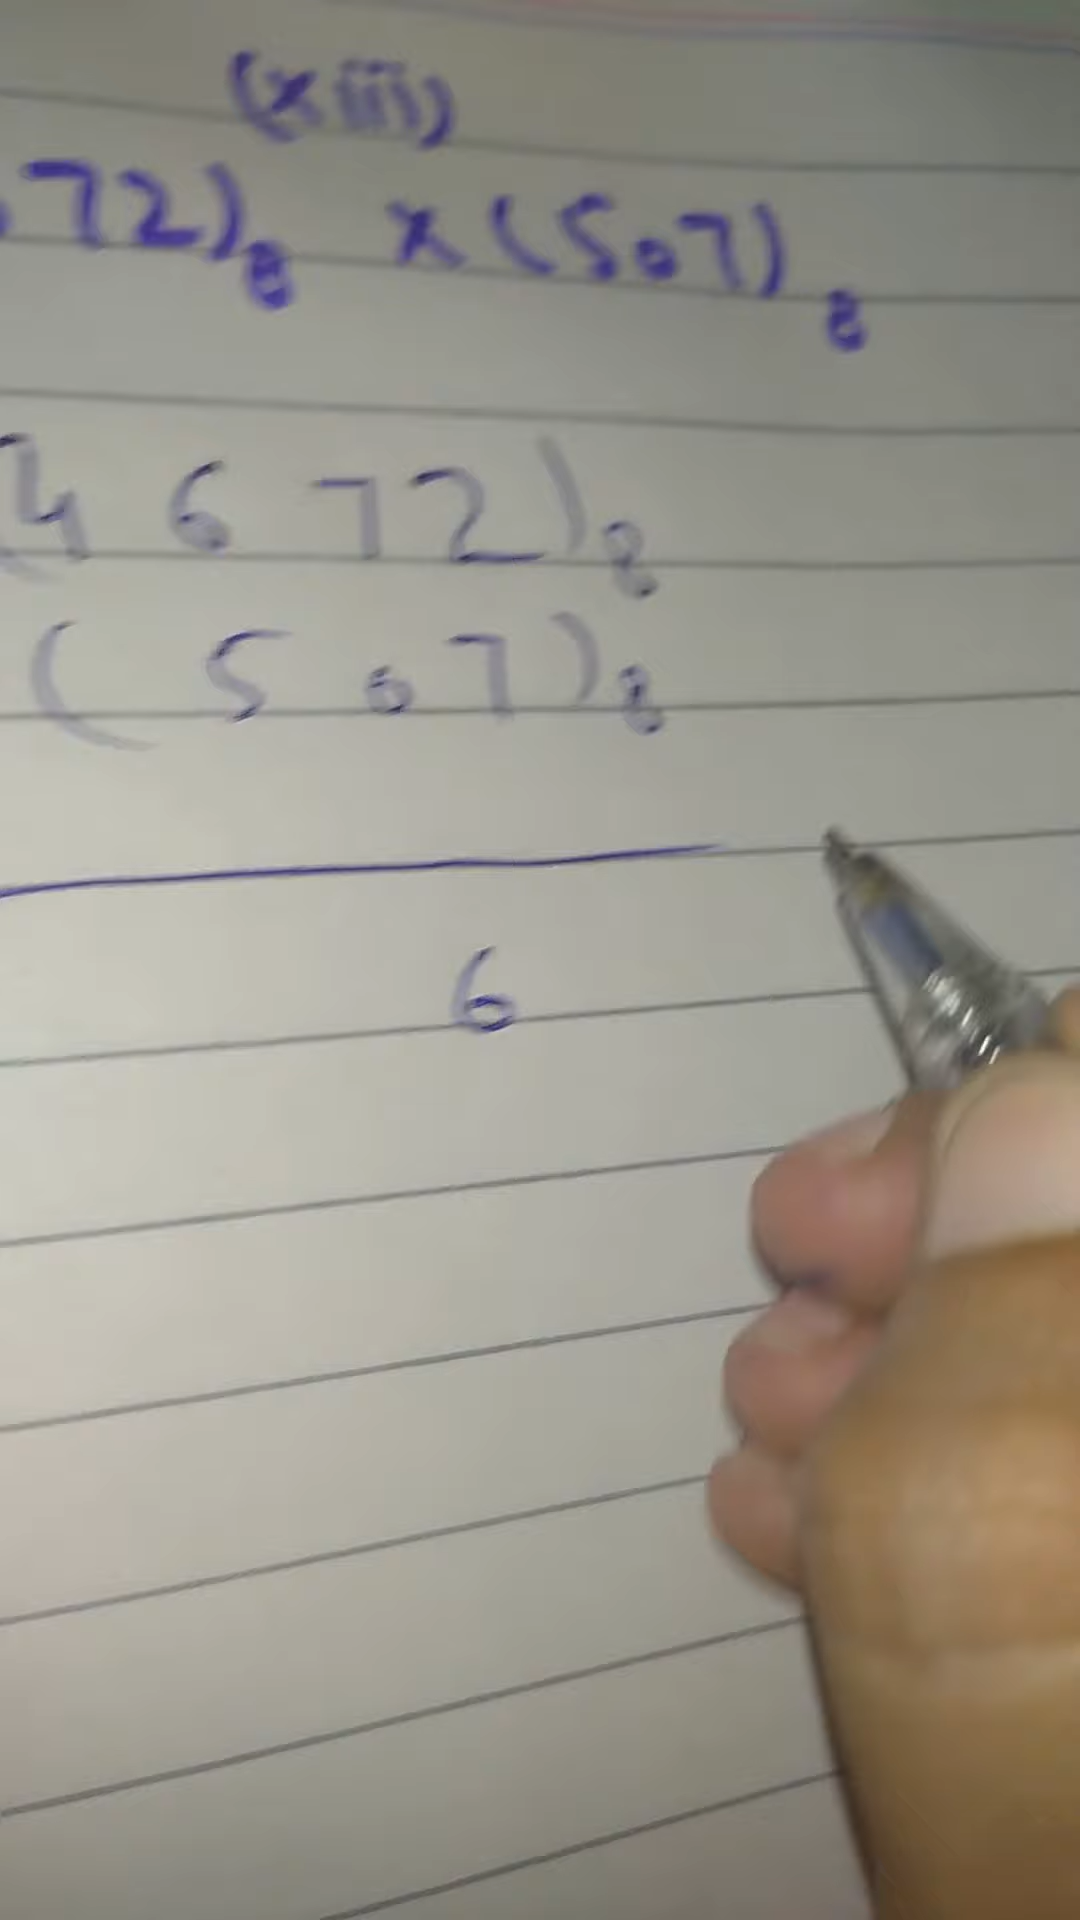 (xiii)
72)₈ x (507)₈
(4672)₈
(507)₈
6